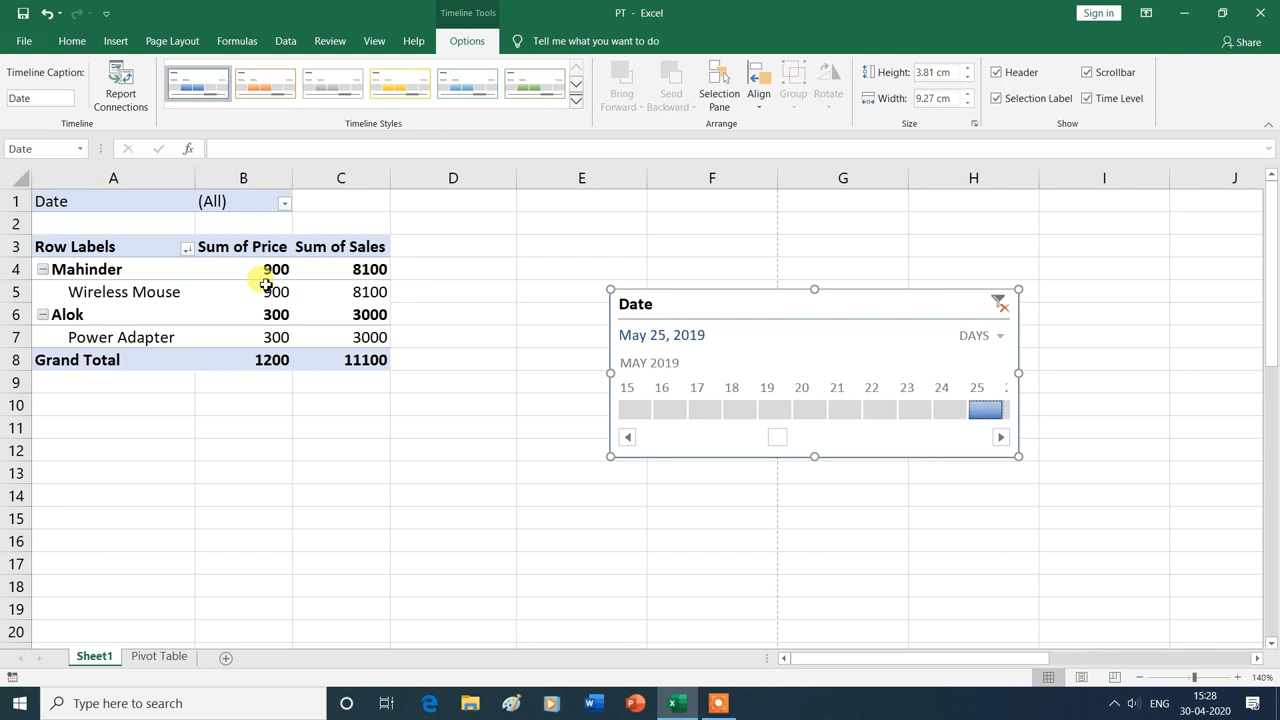 Timeline Tools
PT - Excel
Sign in
File
Home
Insert
Page Layout
Formulas
Data
Review
View
Help
Options
Tell me what you want to do
Share
Timeline Caption:
Date
Timeline
Report
Connections
Timeline Styles
Bring
Forward
Send
Backward
Selection
Pane
Align
Group
Rotate
Arrange
Height:
3.81 cm
Width:
9.27 cm
Size
Header
Scrollbar
Selection Label
Time Level
Show
Date
fx
A B C D E F G H I J
1 Date (All)
2
3 Row Labels Sum of Price Sum of Sales
4 Mahinder 900 8100
5 Wireless Mouse 900 8100
6 Alok 300 3000
7 Power Adapter 300 3000
8 Grand Total 1200 11100
9
10
11
12
13
14
15
16
17
18
19
20
Date
May 25, 2019
DAYS
MAY 2019
15 16 17 18 19 20 21 22 23 24 25
Sheet1
Pivot Table
140%
Type here to search
ENG
15:28
30-04-2020